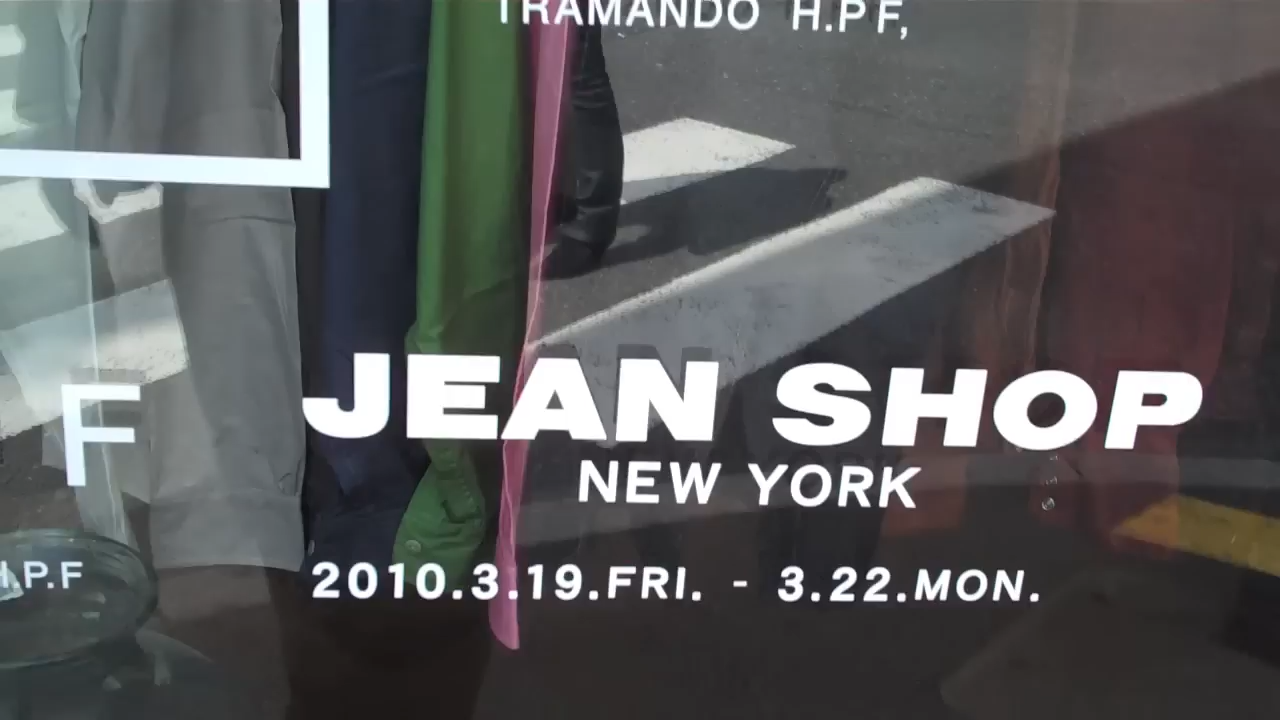 TRAMANDO H.P.F,
F
JEAN SHOP
NEW YORK
H.P.F
2010.3.19.FRI. - 3.22.MON.